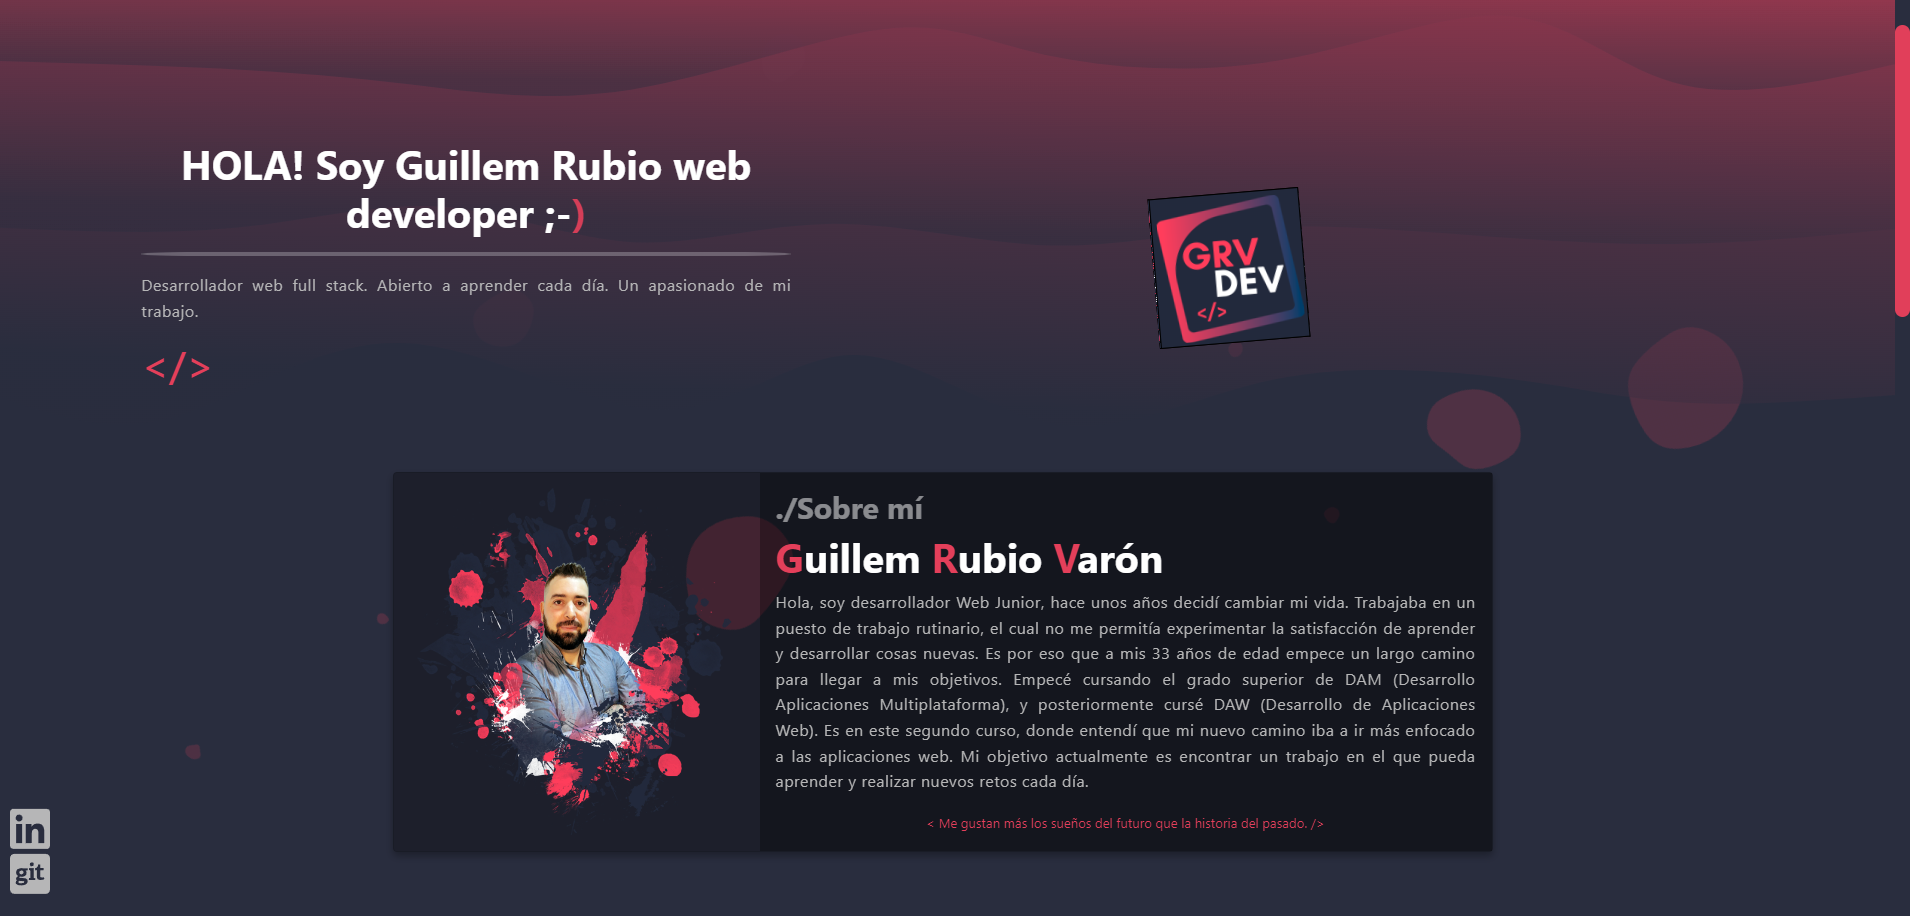 HOLA! Soy Guillem Rubio web
developer ;-)
Desarrollador web full stack. Abierto a aprender cada día. Un apasionado de mi
trabajo.
</>
GRV
DEV
</>
./Sobre mí
Guillem Rubio Varón
Hola, soy desarrollador Web Junior, hace unos años decidí cambiar mi vida. Trabajaba en un
puesto de trabajo rutinario, el cual no me permitía experimentar la satisfacción de aprender
y desarrollar cosas nuevas. Es por eso que a mis 33 años de edad empece un largo camino
para llegar a mis objetivos. Empecé cursando el grado superior de DAM (Desarrollo
Aplicaciones Multiplataforma), y posteriormente cursé DAW (Desarrollo de Aplicaciones
Web). Es en este segundo curso, donde entendí que mi nuevo camino iba a ir más enfocado
a las aplicaciones web. Mi objetivo actualmente es encontrar un trabajo en el que pueda
aprender y realizar nuevos retos cada día.
< Me gustan más los sueños del futuro que la historia del pasado. />
in
git